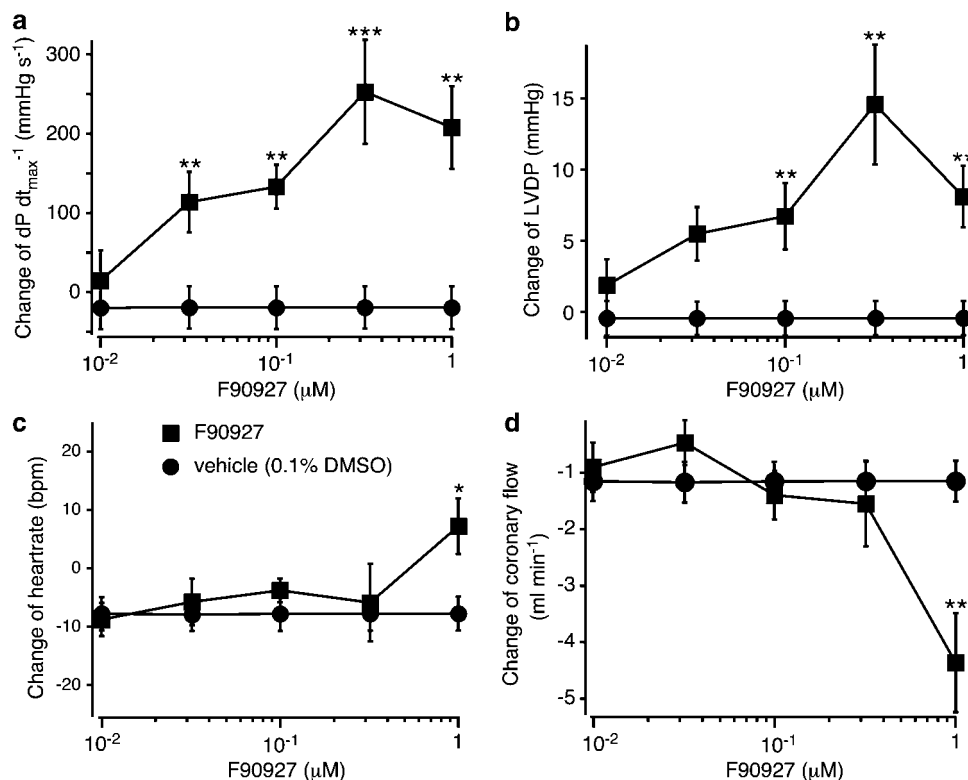 a
Change of dP dt_max^-1 (mmHg s^-1)
300
200
100
0
**
**
***
**
10^-2
10^-1
1
F90927 (µM)
b
Change of LVDP (mmHg)
15
10
5
0
**
**
**
10^-2
10^-1
1
F90927 (µM)
c
Change of heartrate (bpm)
20
10
0
-10
-20
F90927
vehicle (0.1% DMSO)
*
10^-2
10^-1
1
F90927 (µM)
d
Change of coronary flow
(ml min^-1)
-1
-2
-3
-4
-5
**
10^-2
10^-1
1
F90927 (µM)